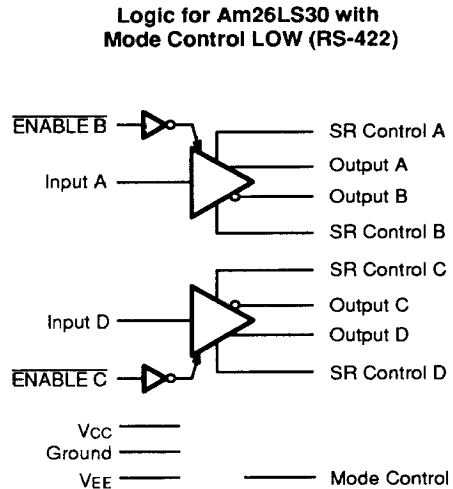 Logic for Am26LS30 with
Mode Control LOW (RS-422)
ENABLE B
SR Control A
Output A
Input A
Output B
SR Control B
SR Control C
Output C
Input D
Output D
ENABLE C
SR Control D
VCC
Ground
VEE
Mode Control